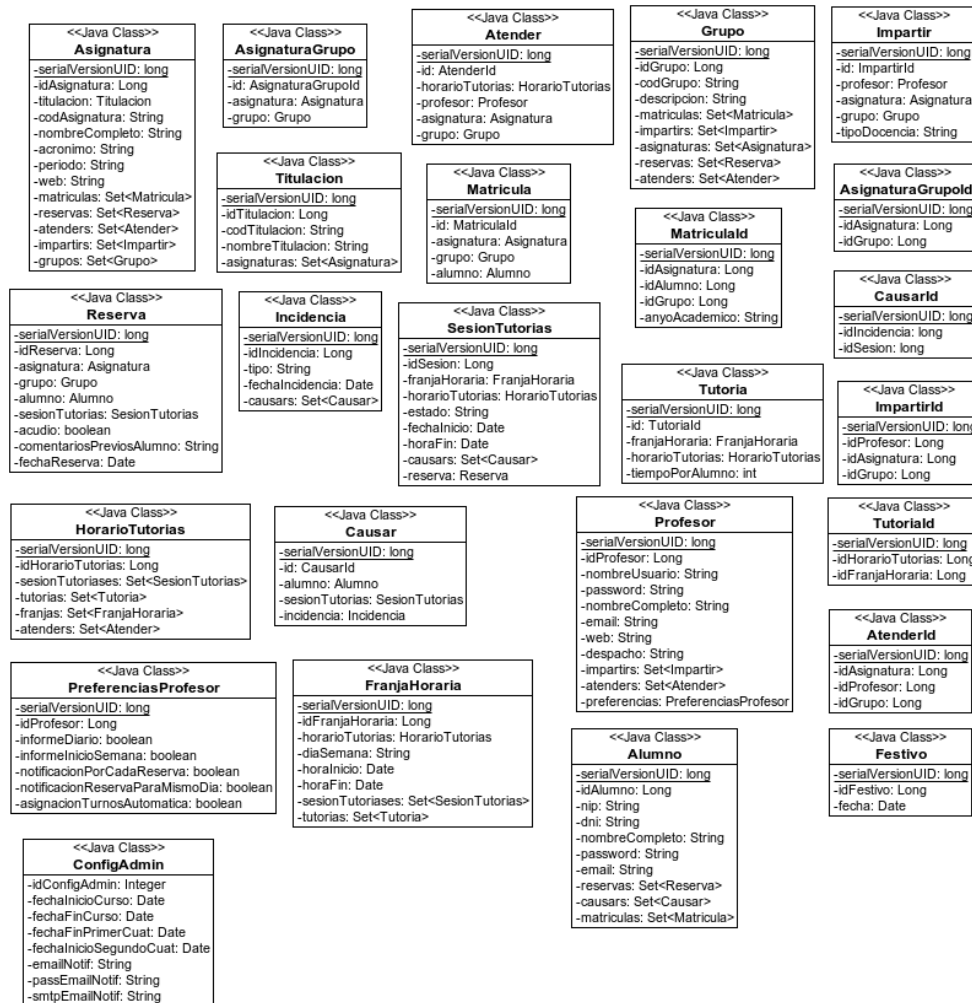 <<Java Class>>
Asignatura
-serialVersionUID: long
-idAsignatura: Long
-titulacion: Titulacion
-codAsignatura: String
-nombreCompleto: String
-acronimo: String
-periodo: String
-web: String
-matriculas: Set<Matricula>
-reservas: Set<Reserva>
-atenders: Set<Atender>
-impartirs: Set<Impartir>
-grupos: Set<Grupo>
<<Java Class>>
AsignaturaGrupo
-serialVersionUID: long
-id: AsignaturaGrupoId
-asignatura: Asignatura
-grupo: Grupo
<<Java Class>>
Atender
-serialVersionUID: long
-id: AtenderId
-horarioTutorias: HorarioTutorias
-profesor: Profesor
-asignatura: Asignatura
-grupo: Grupo
<<Java Class>>
Grupo
-serialVersionUID: long
-idGrupo: Long
-codGrupo: String
-descripcion: String
-matriculas: Set<Matricula>
-impartirs: Set<Impartir>
-asignaturas: Set<Asignatura>
-reservas: Set<Reserva>
-atenders: Set<Atender>
<<Java Class>>
Impartir
-serialVersionUID: long
-id: ImpartirId
-profesor: Profesor
-asignatura: Asignatura
-grupo: Grupo
-tipoDocencia: String
<<Java Class>>
Titulacion
-serialVersionUID: long
-idTitulacion: Long
-codTitulacion: String
-nombreTitulacion: String
-asignaturas: Set<Asignatura>
<<Java Class>>
Matricula
-serialVersionUID: long
-id: MatriculaId
-asignatura: Asignatura
-grupo: Grupo
-alumno: Alumno
<<Java Class>>
MatriculaId
-serialVersionUID: long
-idAsignatura: Long
-idAlumno: Long
-idGrupo: Long
-anyoAcademico: String
<<Java Class>>
AsignaturaGrupoId
-serialVersionUID: long
-idAsignatura: Long
-idGrupo: Long
<<Java Class>>
CausarId
-serialVersionUID: long
-idIncidencia: long
-idSesion: long
<<Java Class>>
Reserva
-serialVersionUID: long
-idReserva: Long
-asignatura: Asignatura
-grupo: Grupo
-alumno: Alumno
-sesionTutorias: SesionTutorias
-acudio: boolean
-comentariosPreviosAlumno: String
-fechaReserva: Date
<<Java Class>>
Incidencia
-serialVersionUID: long
-idIncidencia: Long
-tipo: String
-fechaIncidencia: Date
-causars: Set<Causar>
<<Java Class>>
SesionTutorias
-serialVersionUID: long
-idSesion: Long
-franjaHoraria: FranjaHoraria
-horarioTutorias: HorarioTutorias
-estado: String
-fechaInicio: Date
-horaFin: Date
-causars: Set<Causar>
-reserva: Reserva
<<Java Class>>
Tutoria
-serialVersionUID: long
-id: TutoriaId
-franjaHoraria: FranjaHoraria
-horarioTutorias: HorarioTutorias
-tiempoPorAlumno: int
<<Java Class>>
ImpartirId
-serialVersionUID: long
-idProfesor: Long
-idAsignatura: Long
-idGrupo: Long
<<Java Class>>
HorarioTutorias
-serialVersionUID: long
-idHorarioTutorias: Long
-sesionTutoriases: Set<SesionTutorias>
-tutorias: Set<Tutoria>
-franjas: Set<FranjaHoraria>
-atenders: Set<Atender>
<<Java Class>>
Causar
-serialVersionUID: long
-id: CausarId
-alumno: Alumno
-sesionTutorias: SesionTutorias
-incidencia: Incidencia
<<Java Class>>
Profesor
-serialVersionUID: long
-idProfesor: Long
-nombreUsuario: String
-password: String
-nombreCompleto: String
-email: String
-web: String
-despacho: String
-impartirs: Set<Impartir>
-atenders: Set<Atender>
-preferencias: PreferenciasProfesor
<<Java Class>>
TutoriaId
-serialVersionUID: long
-idHorarioTutorias: Long
-idFranjaHoraria: Long
<<Java Class>>
AtenderId
-serialVersionUID: long
-idAsignatura: Long
-idProfesor: Long
-idGrupo: Long
<<Java Class>>
PreferenciasProfesor
-serialVersionUID: long
-idProfesor: Long
-informeDiario: boolean
-informeInicioSemana: boolean
-notificacionPorCadaReserva: boolean
-notificacionReservaParaMismoDia: boolean
-asignacionTurnosAutomatica: boolean
<<Java Class>>
FranjaHoraria
-serialVersionUID: long
-idFranjaHoraria: Long
-horarioTutorias: HorarioTutorias
-diaSemana: String
-horaInicio: Date
-horaFin: Date
-sesionTutoriases: Set<SesionTutorias>
-tutorias: Set<Tutoria>
<<Java Class>>
Alumno
-serialVersionUID: long
-idAlumno: Long
-nip: String
-dni: String
-nombreCompleto: String
-password: String
-email: String
-reservas: Set<Reserva>
-causars: Set<Causar>
-matriculas: Set<Matricula>
<<Java Class>>
Festivo
-serialVersionUID: long
-idFestivo: Long
-fecha: Date
<<Java Class>>
ConfigAdmin
-idConfigAdmin: Integer
-fechaInicioCurso: Date
-fechaFinCurso: Date
-fechaFinPrimerCuat: Date
-fechaInicioSegundoCuat: Date
-emailNotif: String
-passEmailNotif: String
-smtpEmailNotif: String